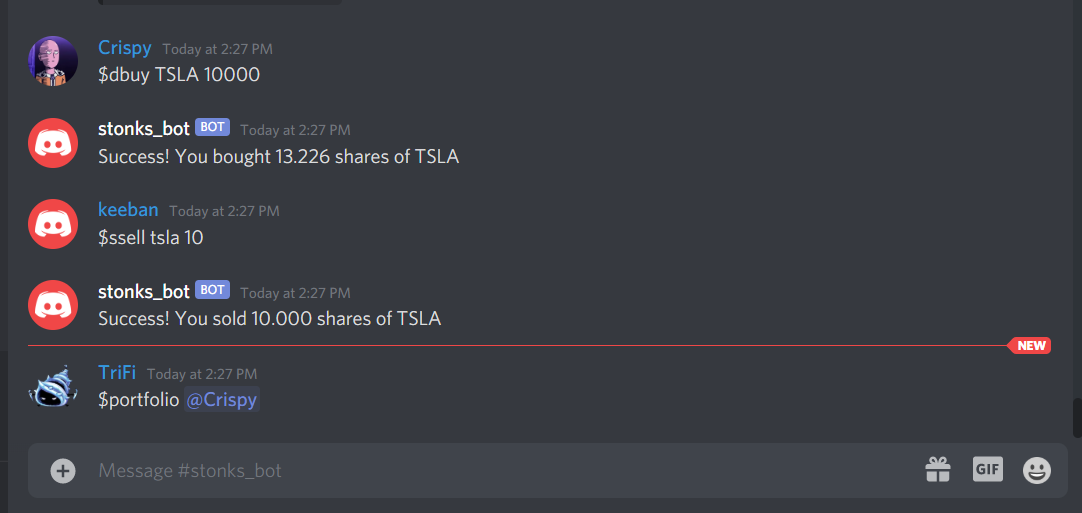 Crispy Today at 2:27 PM
$dbuy TSLA 10000
stonks_bot BOT Today at 2:27 PM
Success! You bought 13.226 shares of TSLA
keeban Today at 2:27 PM
$ssell tsla 10
stonks_bot BOT Today at 2:27 PM
Success! You sold 10.000 shares of TSLA
NEW
TriFi Today at 2:27 PM
$portfolio @Crispy
Message #stonks_bot
GIF